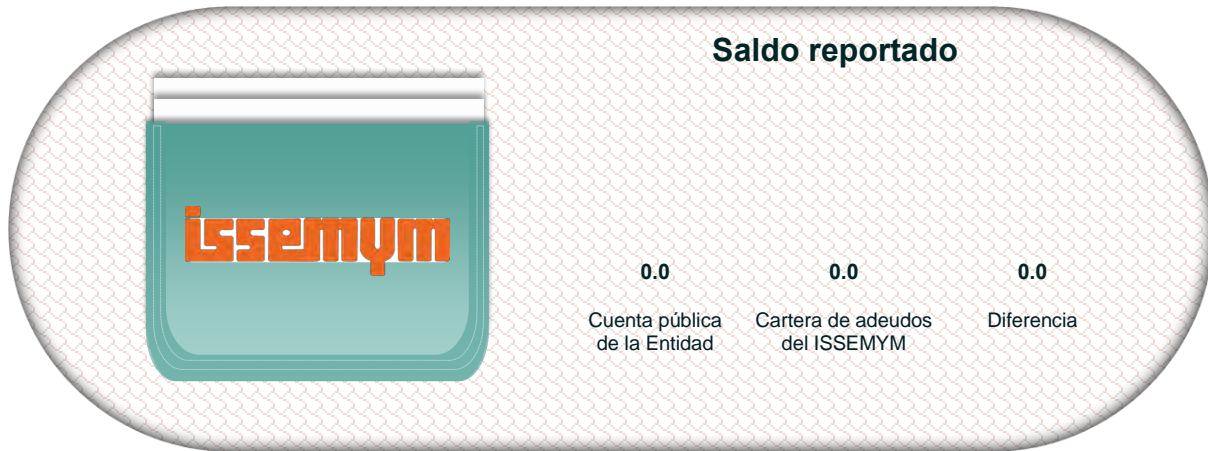 Saldo reportado
issemym
0.0 0.0 0.0
Cuenta pública Cartera de adeudos Diferencia
de la Entidad del ISSEMYM